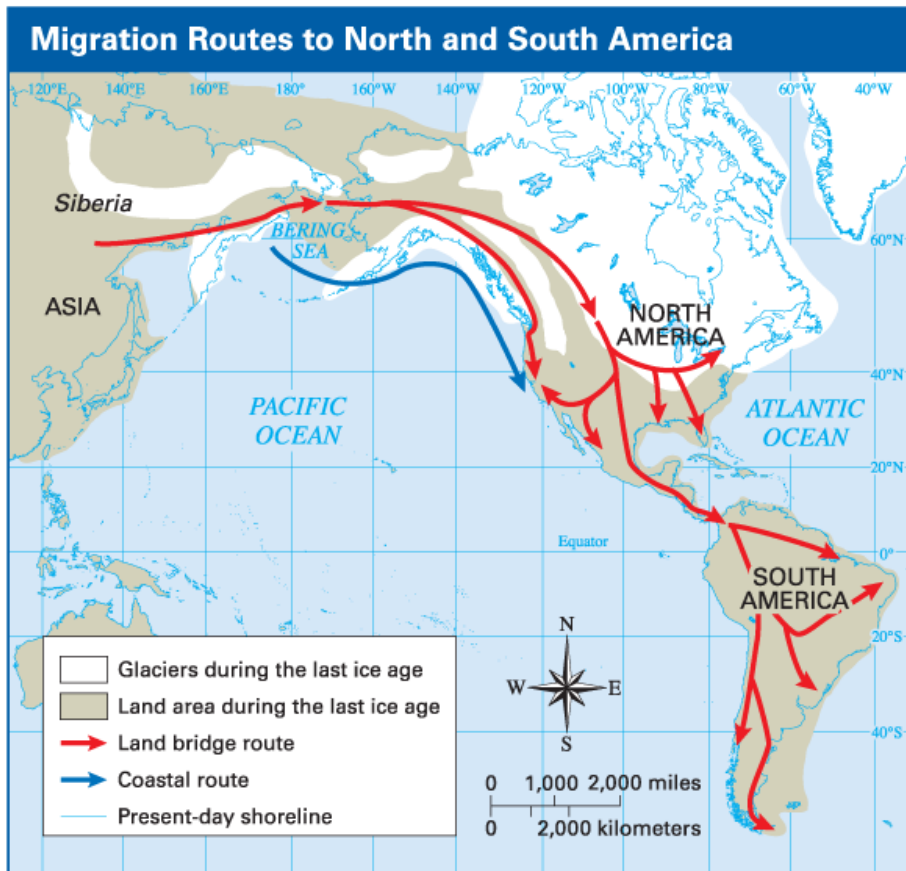 Migration Routes to North and South America
120°E 140°E 160°E 180° 160°W 140°W 120°W 100°W 80°W 60°W 40°W
Siberia
BERING
SEA
60°N
ASIA
NORTH
AMERICA
40°N
PACIFIC
OCEAN
ATLANTIC
OCEAN
20°N
Equator
0°
SOUTH
AMERICA
20°S
N
W E
S
40°S
Glaciers during the last ice age
Land area during the last ice age
Land bridge route
Coastal route
Present-day shoreline
0 1,000 2,000 miles
0 2,000 kilometers